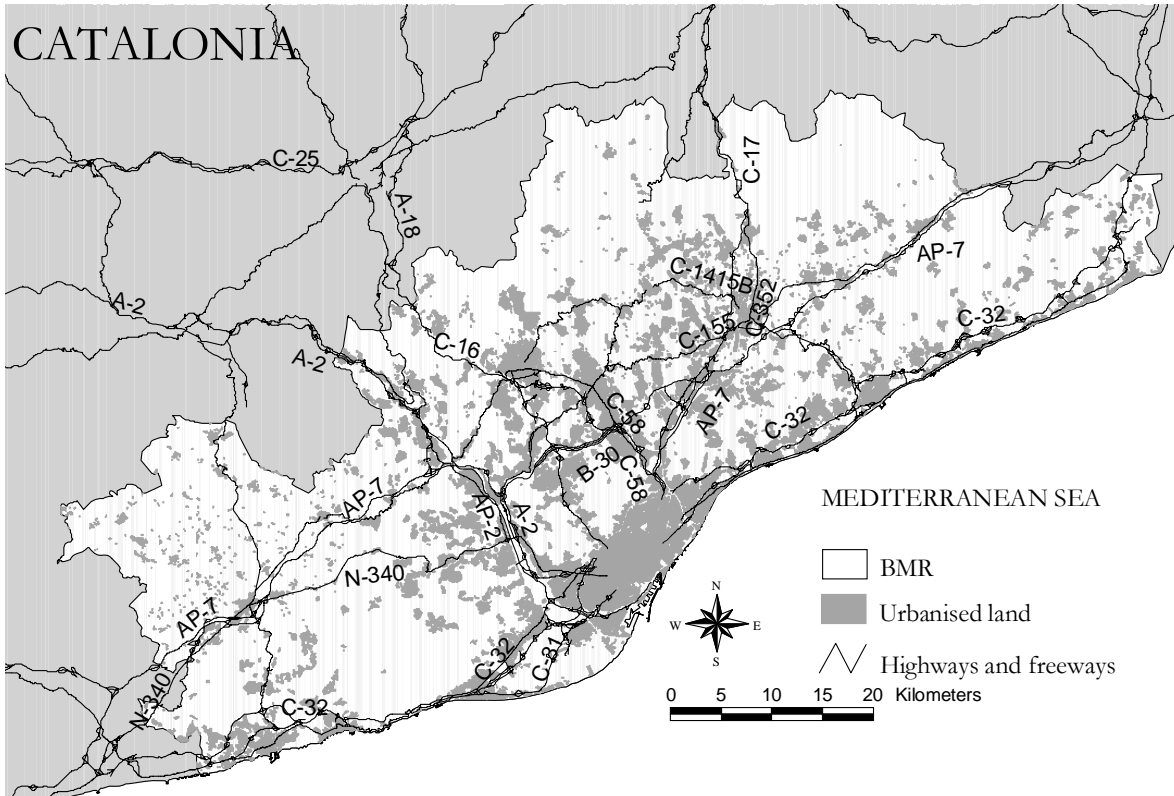 CATALONIA
C-25
C-17
A-18
AP-7
C-1415B
C-352
A-2
C-32
C-155
A-2
C-16
AP-7
C-58
C-32
B-30
C-58
AP-7
AP-2
A-2
MEDITERRANEAN SEA
BMR
N-340
Urbanised land
AP-7
N
W E
S
C-32
C-31
Highways and freeways
N-340
C-32
0 5 10 15 20 Kilometers